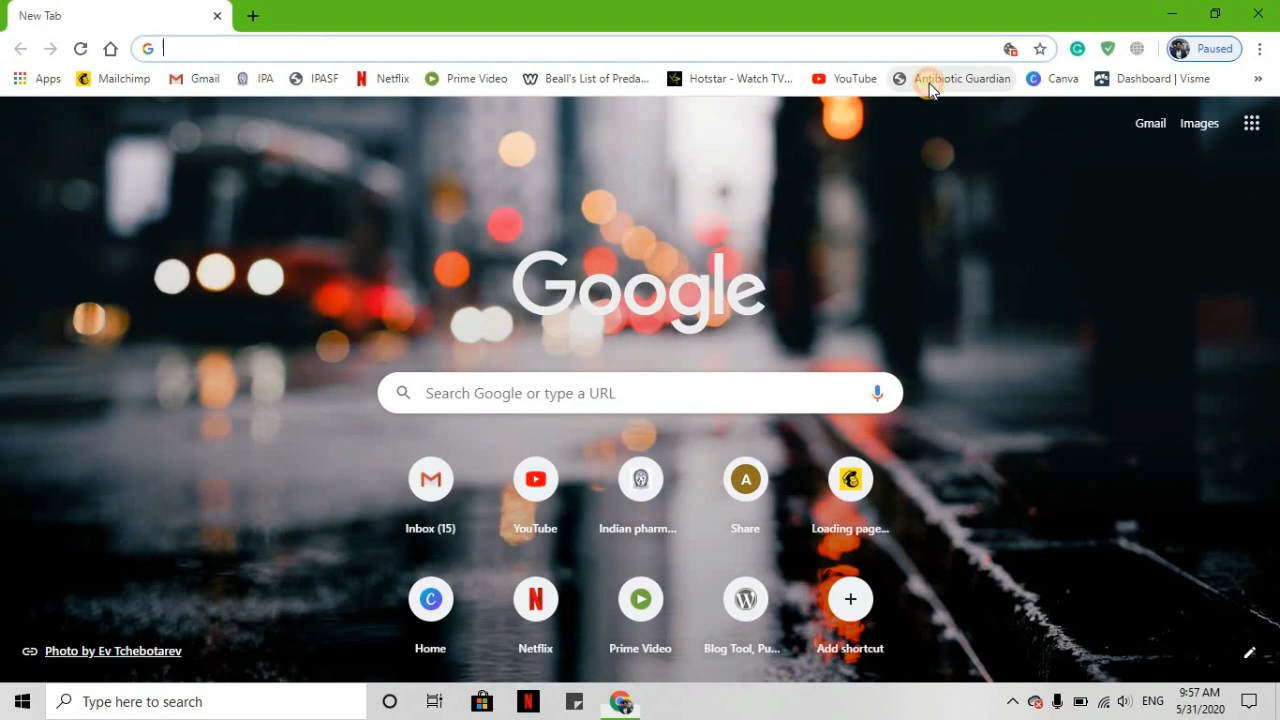 New Tab
Paused
Apps Mailchimp Gmail IPA IPASF Netflix Prime Video Beall's List of Preda... Hotstar - Watch TV... YouTube Antibiotic Guardian Canva Dashboard | Visme »
Gmail Images
Google
Search Google or type a URL
A
Inbox (15) YouTube Indian pharm... Share Loading page...
Home Netflix Prime Video Blog Tool, Pu... Add shortcut
Photo by Ev Tchebotarev
Type here to search
ENG
9:57 AM
5/31/2020